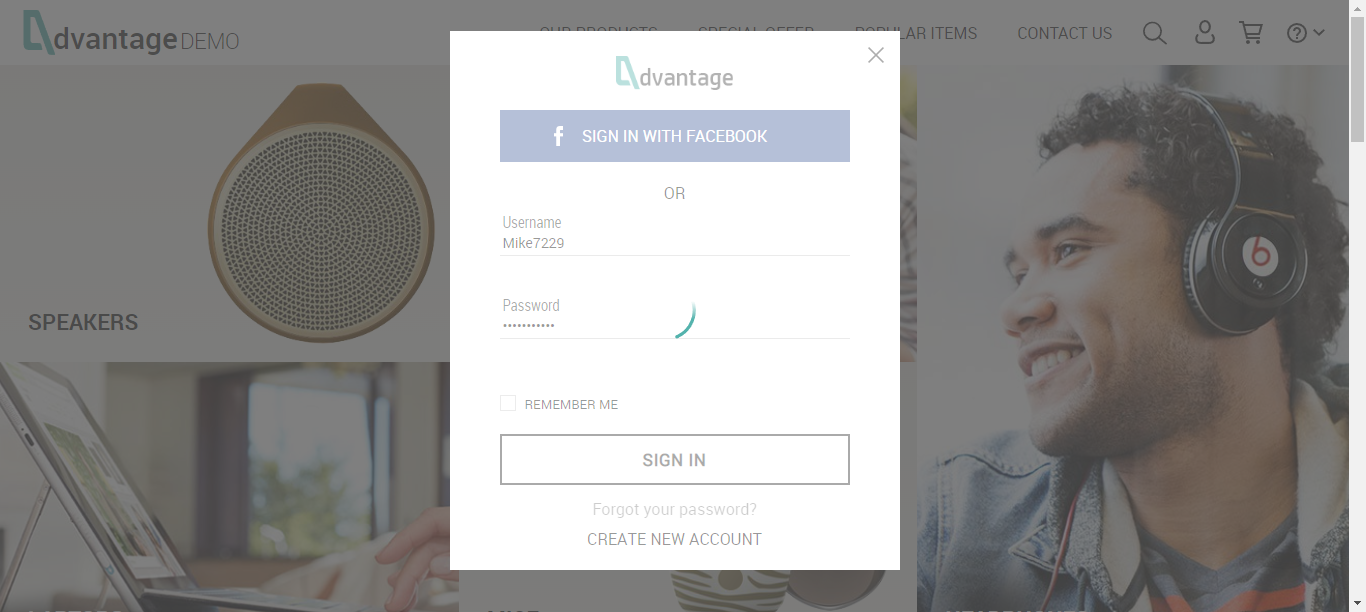 dvantage DEMO
OUR PRODUCTS
SPECIAL OFFER
POPULAR ITEMS
CONTACT US
dvantage
f SIGN IN WITH FACEBOOK
OR
Username
Mike7229
Password
•••••••••••
REMEMBER ME
SIGN IN
Forgot your password?
CREATE NEW ACCOUNT
SPEAKERS